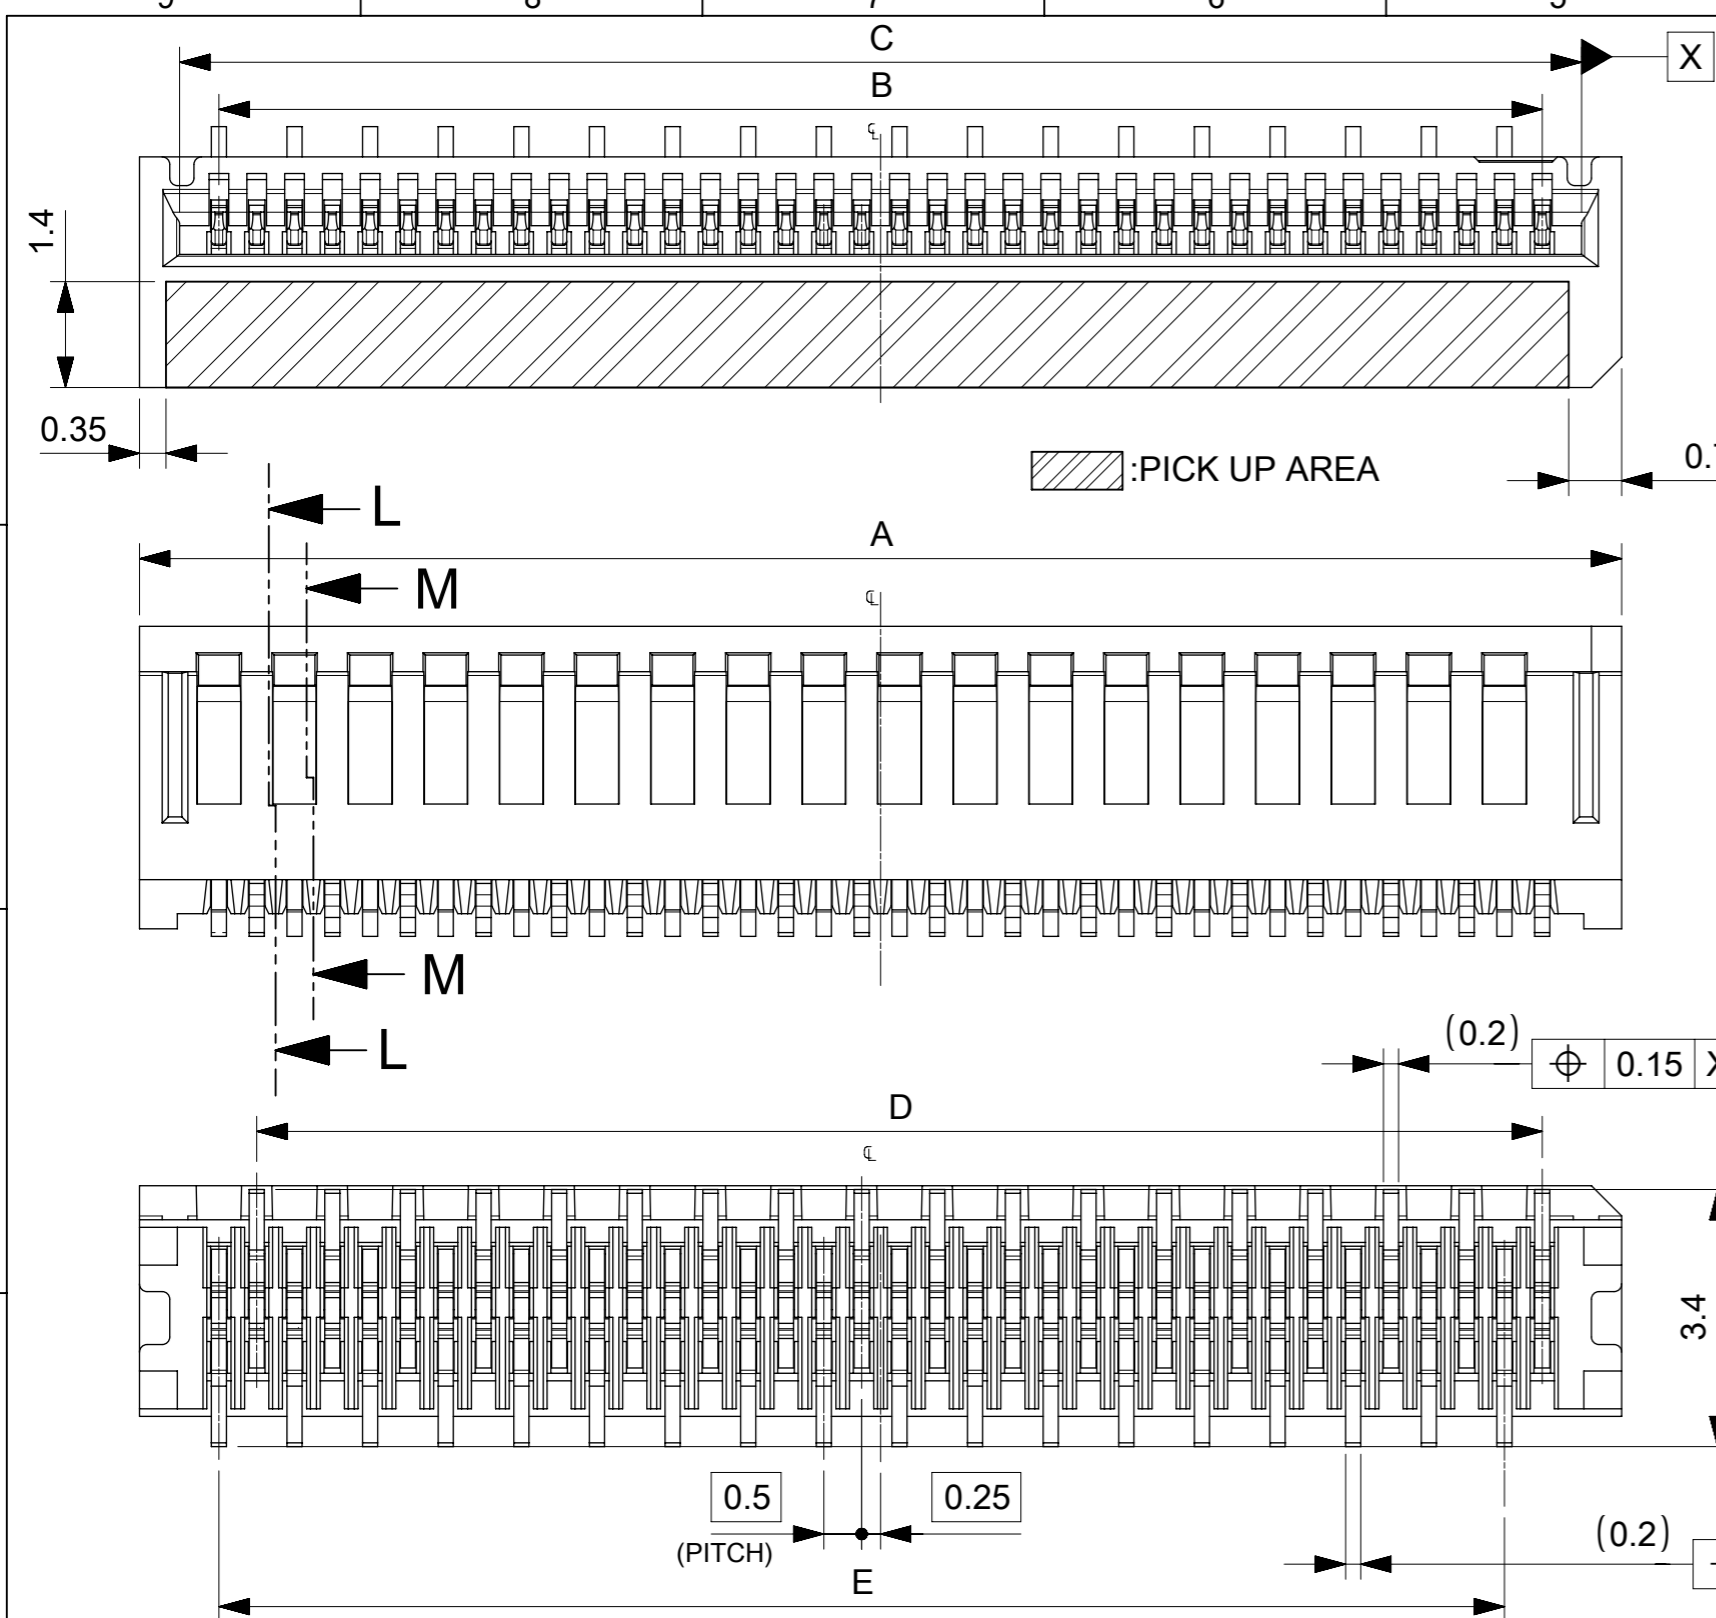 C
X
B
℄
1.4
0.35
:PICK UP AREA
L
A
M
℄
M
L
(0.2)
⌖ 0.15 X
D
℄
3.4
0.5
0.25
(PITCH)
(0.2)
E